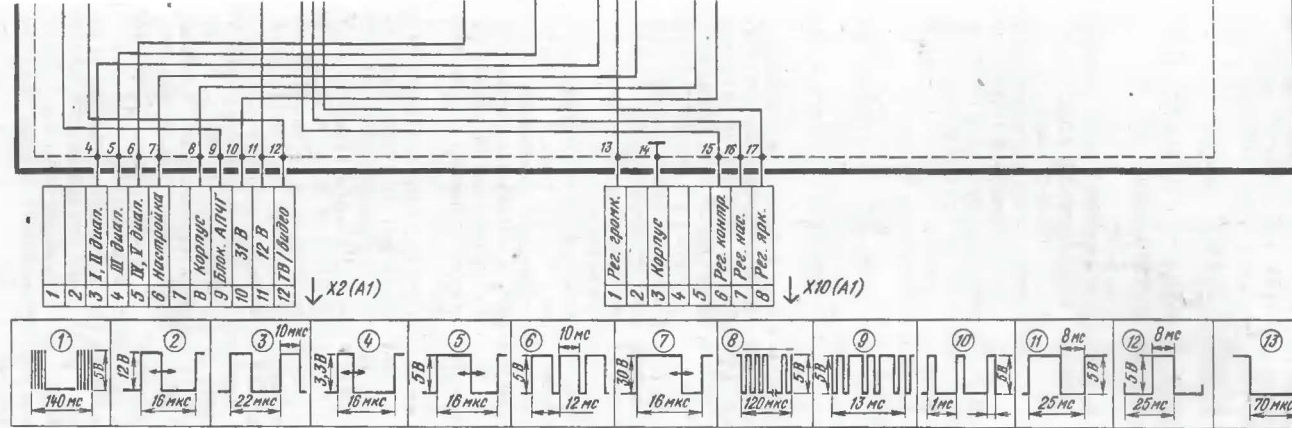 4 5 6 7 8 9 10 11 12 13 14 15 16 17
1
2
3 I, II диап.
4 III диап.
5 IV, V диап.
6 Настройка
7
8 Корпус
9 Блок. АПЧГ
10 31 В
11 12 В
12 ТВ/видео
X2 (A1)
1 Рег. громк.
2
3 Корпус
4
5
6 Рег. контр.
7 Рег. нас.
8 Рег. ярк.
X10 (A1)
1 5В 140 мс
2 12В 16 мкс
3 10 мкс 22 мкс
4 3,3В 16 мкс
5 5В 16 мкс
6 10 мс 5В 12 мс
7 30В 16 мкс
8 5В 120 мкс
9 5В 13 мс
10 5В 1 мс
11 8 мс 5В 25 мс
12 8 мс 5В 25 мс
13 70 мкс